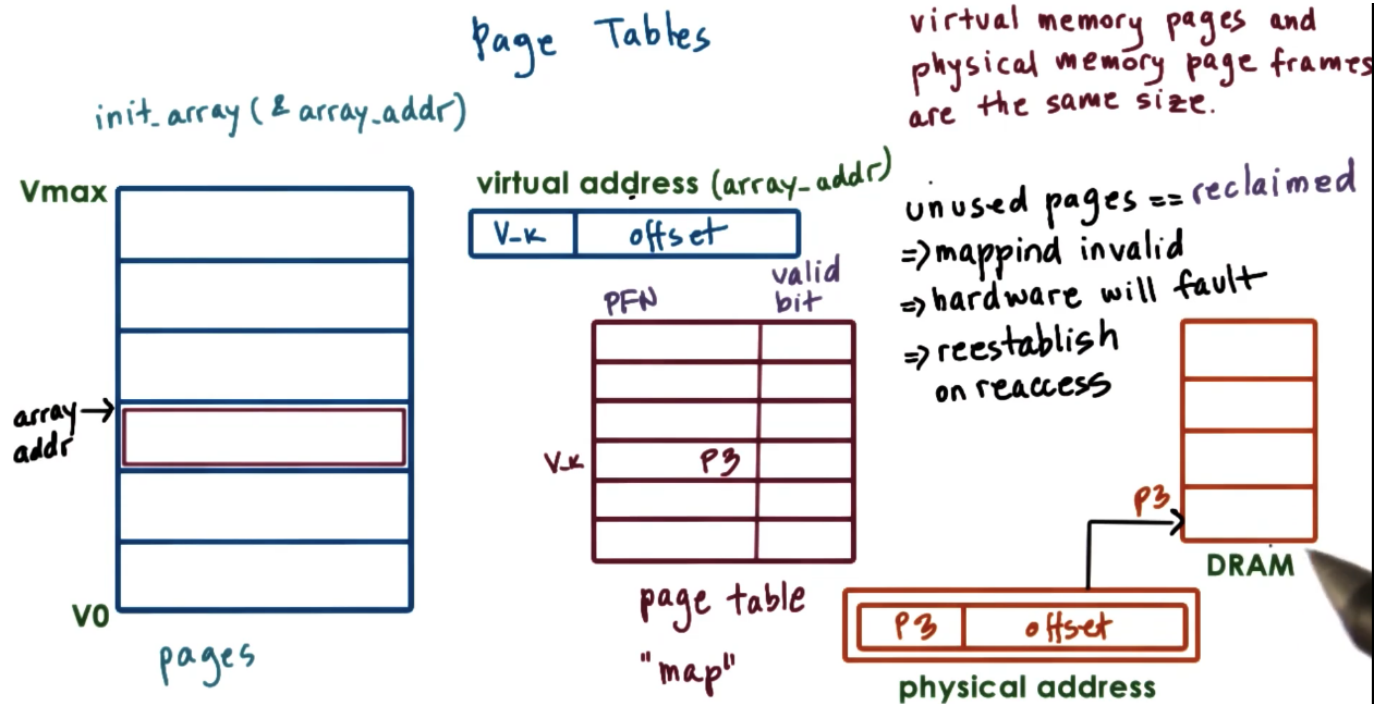 Page Tables
virtual memory pages and
physical memory page frames
are the same size.
init_array ( & array_addr)
Vmax
array
addr
V0
pages
virtual address (array_addr)
V_k
offset
PFN
valid
bit
V_k
P3
page table
"map"
unused pages == reclaimed
=> mappind invalid
=> hardware will fault
=> reestablish
on reaccess
P3
DRAM
P3
offset
physical address